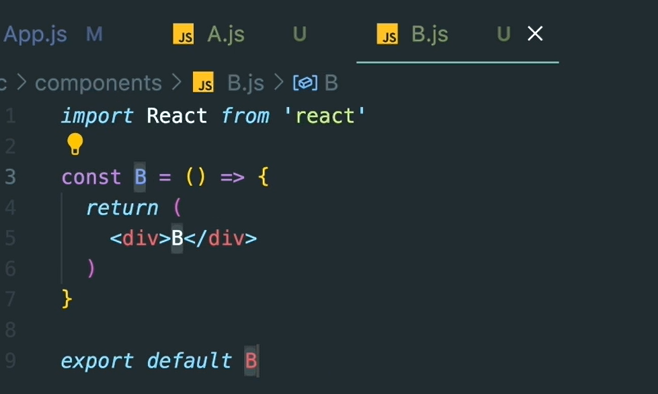 App.js M JS A.js U JS B.js U
c > components > JS B.js > B
1 import React from 'react'
2
3 const B = () => {
4 return (
5 <div>B</div>
6 )
7 }
8
9 export default B